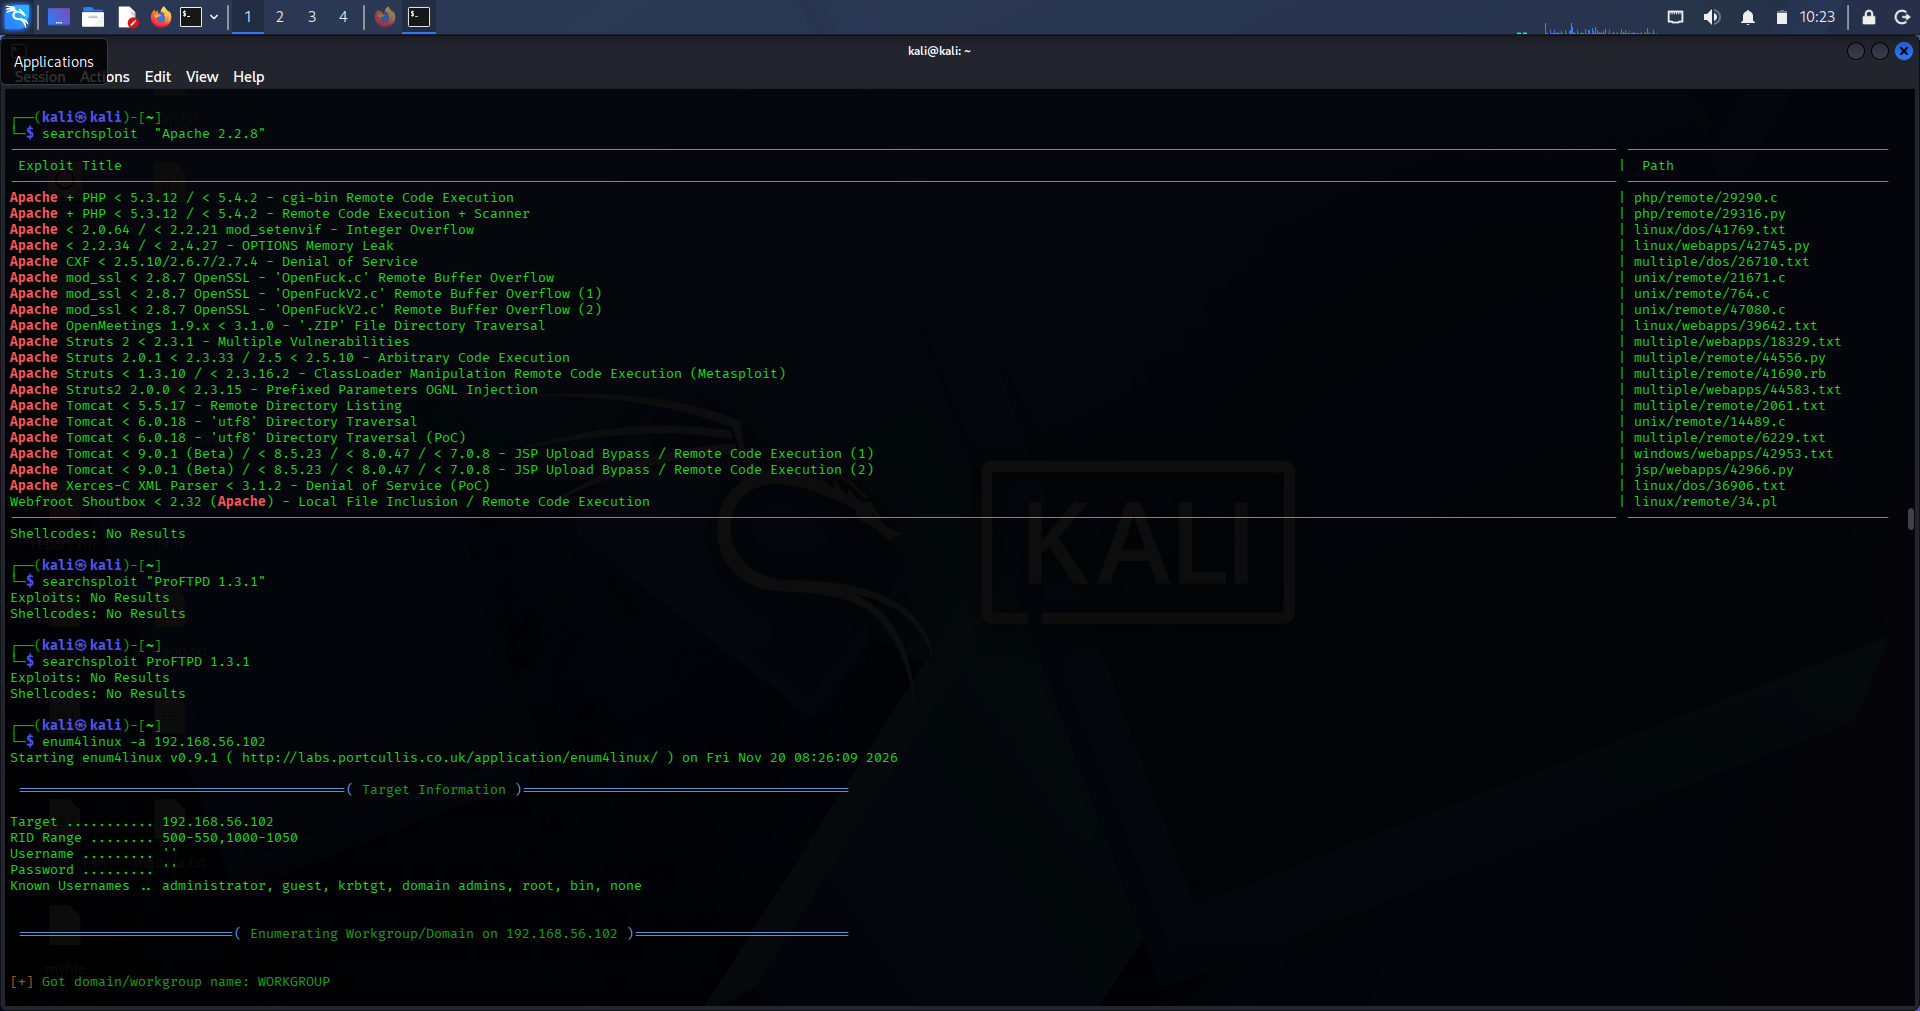 1 2 3 4 10:23
kali@kali: ~
Applications
Session Actions Edit View Help
┌──(kali㉿kali)-[~]
└─$ searchsploit  "Apache 2.2.8"
Exploit Title | Path
Apache + PHP < 5.3.12 / < 5.4.2 - cgi-bin Remote Code Execution | php/remote/29290.c
Apache + PHP < 5.3.12 / < 5.4.2 - Remote Code Execution + Scanner | php/remote/29316.py
Apache < 2.0.64 / < 2.2.21 mod_setenvif - Integer Overflow | linux/dos/41769.txt
Apache < 2.2.34 / < 2.4.27 - OPTIONS Memory Leak | linux/webapps/42745.py
Apache CXF < 2.5.10/2.6.7/2.7.4 - Denial of Service | multiple/dos/26710.txt
Apache mod_ssl < 2.8.7 OpenSSL - 'OpenFuck.c' Remote Buffer Overflow | unix/remote/21671.c
Apache mod_ssl < 2.8.7 OpenSSL - 'OpenFuckV2.c' Remote Buffer Overflow (1) | unix/remote/764.c
Apache mod_ssl < 2.8.7 OpenSSL - 'OpenFuckV2.c' Remote Buffer Overflow (2) | unix/remote/47080.c
Apache OpenMeetings 1.9.x < 3.1.0 - '.ZIP' File Directory Traversal | linux/webapps/39642.txt
Apache Struts 2 < 2.3.1 - Multiple Vulnerabilities | multiple/webapps/18329.txt
Apache Struts 2.0.1 < 2.3.33 / 2.5 < 2.5.10 - Arbitrary Code Execution | multiple/remote/44556.py
Apache Struts < 1.3.10 / < 2.3.16.2 - ClassLoader Manipulation Remote Code Execution (Metasploit) | multiple/remote/41690.rb
Apache Struts2 2.0.0 < 2.3.15 - Prefixed Parameters OGNL Injection | multiple/webapps/44583.txt
Apache Tomcat < 5.5.17 - Remote Directory Listing | multiple/remote/2061.txt
Apache Tomcat < 6.0.18 - 'utf8' Directory Traversal | unix/remote/14489.c
Apache Tomcat < 6.0.18 - 'utf8' Directory Traversal (PoC) | multiple/remote/6229.txt
Apache Tomcat < 9.0.1 (Beta) / < 8.5.23 / < 8.0.47 / < 7.0.8 - JSP Upload Bypass / Remote Code Execution (1) | windows/webapps/42953.txt
Apache Tomcat < 9.0.1 (Beta) / < 8.5.23 / < 8.0.47 / < 7.0.8 - JSP Upload Bypass / Remote Code Execution (2) | jsp/webapps/42966.py
Apache Xerces-C XML Parser < 3.1.2 - Denial of Service (PoC) | linux/dos/36906.txt
Webfroot Shoutbox < 2.32 (Apache) - Local File Inclusion / Remote Code Execution | linux/remote/34.pl
Shellcodes: No Results
KALI
┌──(kali㉿kali)-[~]
└─$ searchsploit "ProFTPD 1.3.1"
Exploits: No Results
Shellcodes: No Results
┌──(kali㉿kali)-[~]
└─$ searchsploit ProFTPD 1.3.1
Exploits: No Results
Shellcodes: No Results
┌──(kali㉿kali)-[~]
└─$ enum4linux -a 192.168.56.102
Starting enum4linux v0.9.1 ( http://labs.portcullis.co.uk/application/enum4linux/ ) on Fri Nov 20 08:26:09 2026
( Target Information )
Target ........... 192.168.56.102
RID Range ........ 500-550,1000-1050
Username ......... ''
Password ......... ''
Known Usernames .. administrator, guest, krbtgt, domain admins, root, bin, none
( Enumerating Workgroup/Domain on 192.168.56.102 )
myfile
[+] Got domain/workgroup name: WORKGROUP